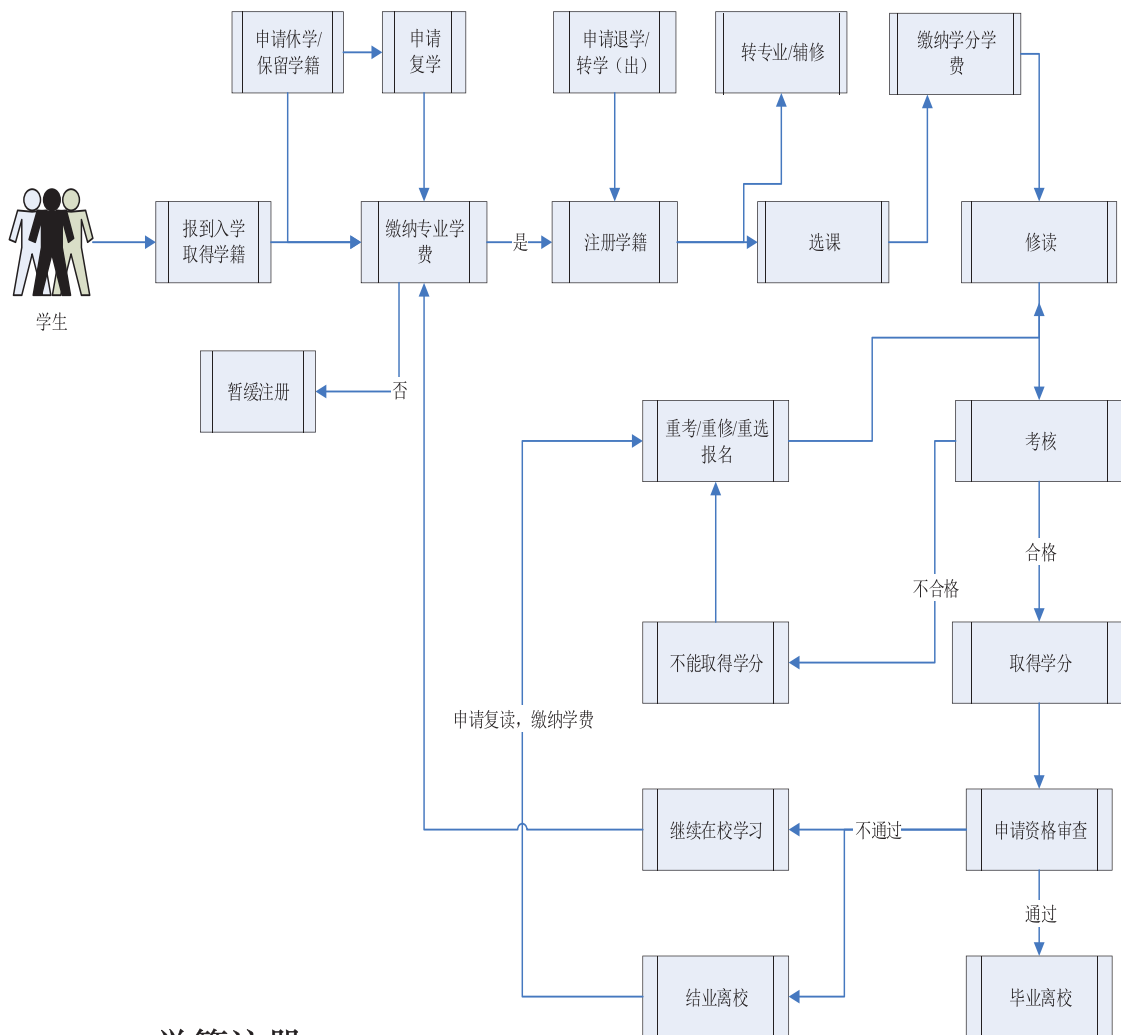 申请休学/
保留学籍
申请
复学
申请退学/
转学（出）
转专业/辅修
缴纳学分学
费
学生
报到入学
取得学籍
缴纳专业学
费
是
注册学籍
选课
修读
暂缓注册
否
重考/重修/重选
报名
考核
合格
不合格
不能取得学分
取得学分
申请复读，缴纳学费
继续在校学习
不通过
申请资格审查
通过
结业离校
毕业离校